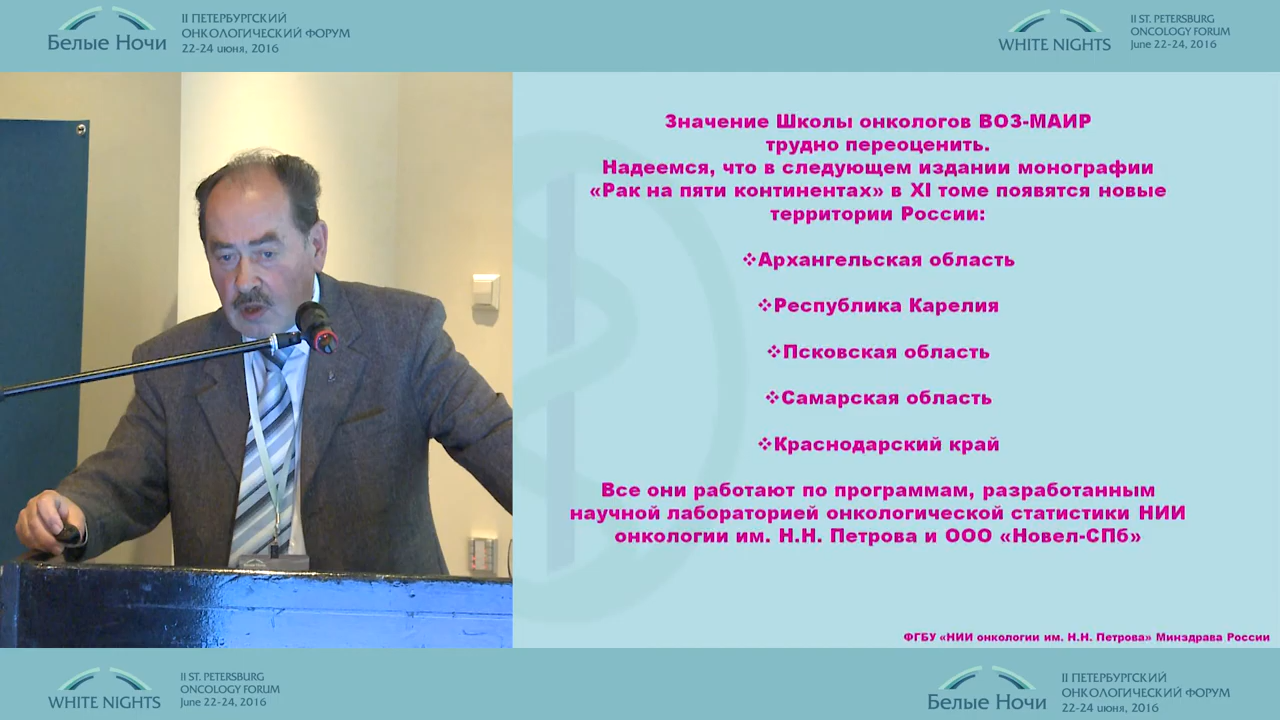 Белые Ночи
II ПЕТЕРБУРГСКИЙ
ОНКОЛОГИЧЕСКИЙ ФОРУМ
22-24 июня, 2016
WHITE NIGHTS
II ST. PETERSBURG
ONCOLOGY FORUM
June 22-24, 2016
Значение Школы онкологов ВОЗ-МАИР
трудно переоценить.
Надеемся, что в следующем издании монографии
«Рак на пяти континентах» в XI томе появятся новые
территории России:
❖Архангельская область
❖Республика Карелия
❖Псковская область
❖Самарская область
❖Краснодарский край
Все они работают по программам, разработанным
научной лабораторией онкологической статистики НИИ
онкологии им. Н.Н. Петрова и ООО «Новел-СПб»
ФГБУ «НИИ онкологии им. Н.Н. Петрова» Минздрава России
WHITE NIGHTS
II ST. PETERSBURG
ONCOLOGY FORUM
June 22-24, 2016
Белые Ночи
II ПЕТЕРБУРГСКИЙ
ОНКОЛОГИЧЕСКИЙ ФОРУМ
22-24 июня, 2016